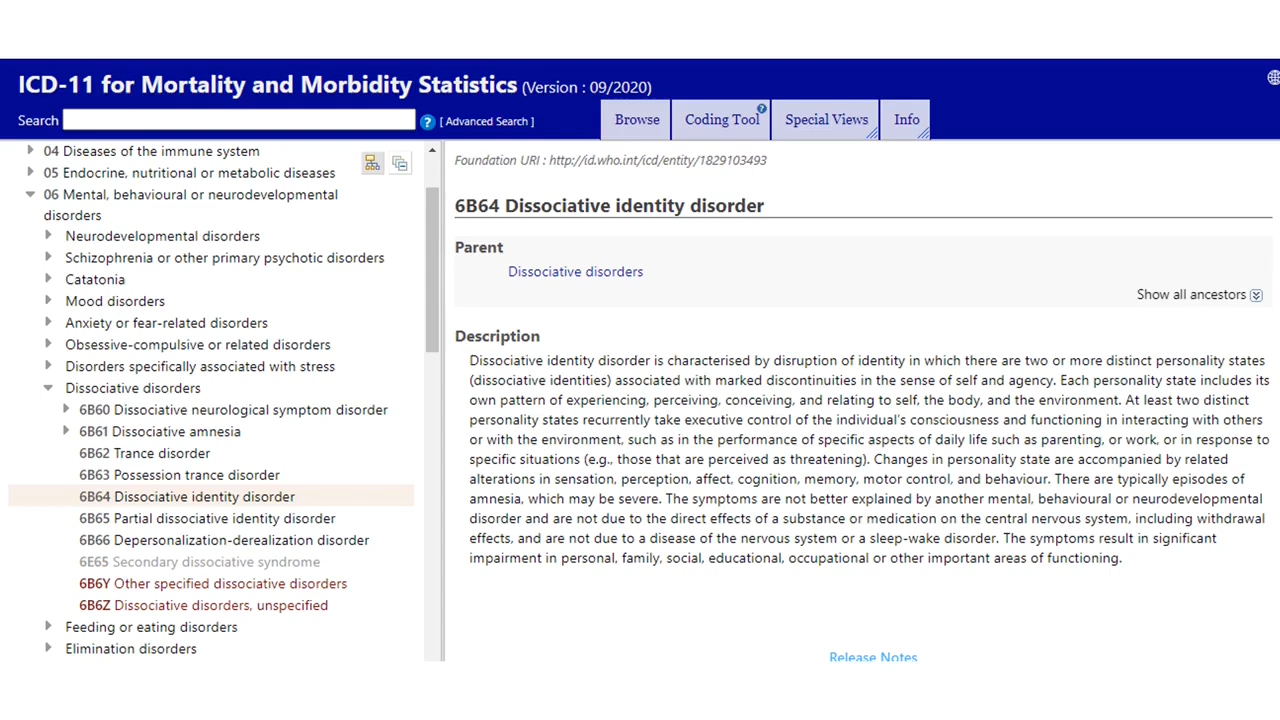 ICD-11 for Mortality and Morbidity Statistics (Version : 09/2020)
Search ? [ Advanced Search ] Browse Coding Tool ? Special Views Info
04 Diseases of the immune system
05 Endocrine, nutritional or metabolic diseases
06 Mental, behavioural or neurodevelopmental
disorders
Neurodevelopmental disorders
Schizophrenia or other primary psychotic disorders
Catatonia
Mood disorders
Anxiety or fear-related disorders
Obsessive-compulsive or related disorders
Disorders specifically associated with stress
Dissociative disorders
6B60 Dissociative neurological symptom disorder
6B61 Dissociative amnesia
6B62 Trance disorder
6B63 Possession trance disorder
6B64 Dissociative identity disorder
6B65 Partial dissociative identity disorder
6B66 Depersonalization-derealization disorder
6E65 Secondary dissociative syndrome
6B6Y Other specified dissociative disorders
6B6Z Dissociative disorders, unspecified
Feeding or eating disorders
Elimination disorders
Foundation URI : http://id.who.int/icd/entity/1829103493
6B64 Dissociative identity disorder
Parent
Dissociative disorders
Show all ancestors
Description
Dissociative identity disorder is characterised by disruption of identity in which there are two or more distinct personality states
(dissociative identities) associated with marked discontinuities in the sense of self and agency. Each personality state includes its
own pattern of experiencing, perceiving, conceiving, and relating to self, the body, and the environment. At least two distinct
personality states recurrently take executive control of the individual’s consciousness and functioning in interacting with others
or with the environment, such as in the performance of specific aspects of daily life such as parenting, or work, or in response to
specific situations (e.g., those that are perceived as threatening). Changes in personality state are accompanied by related
alterations in sensation, perception, affect, cognition, memory, motor control, and behaviour. There are typically episodes of
amnesia, which may be severe. The symptoms are not better explained by another mental, behavioural or neurodevelopmental
disorder and are not due to the direct effects of a substance or medication on the central nervous system, including withdrawal
effects, and are not due to a disease of the nervous system or a sleep-wake disorder. The symptoms result in significant
impairment in personal, family, social, educational, occupational or other important areas of functioning.
Release Notes